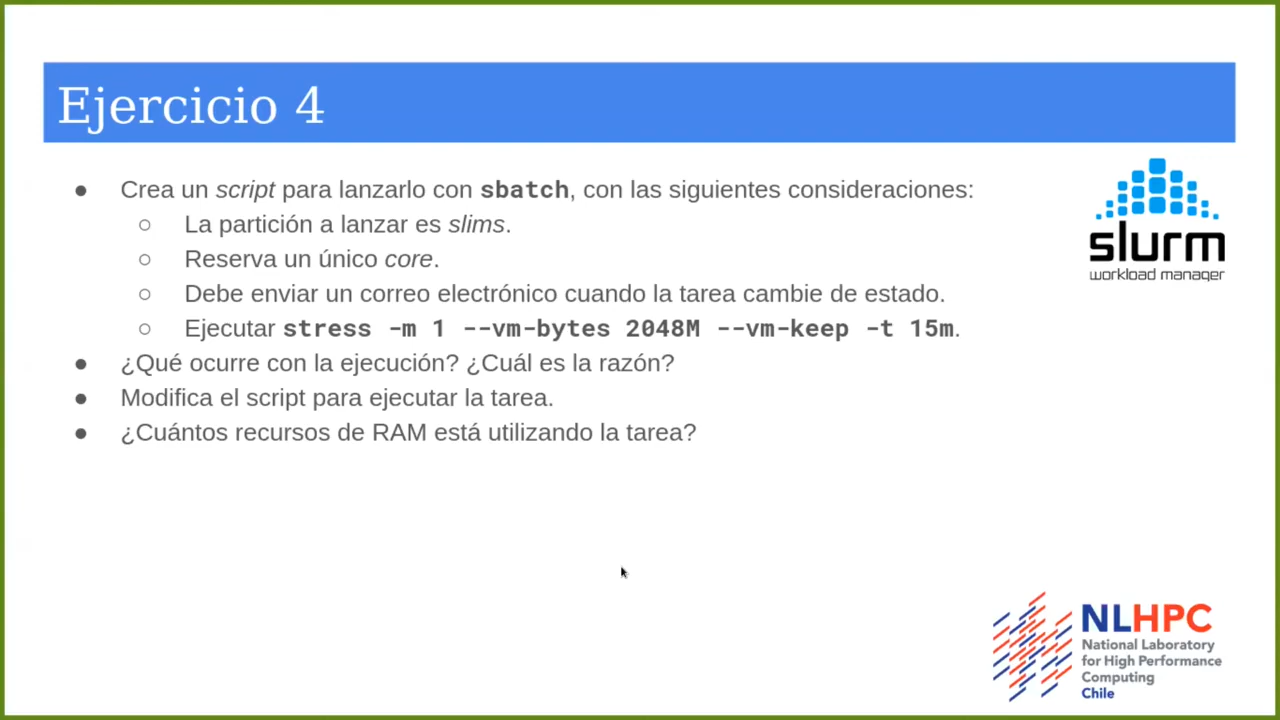 Ejercicio 4
● Crea un script para lanzarlo con sbatch, con las siguientes consideraciones:
○ La partición a lanzar es slims.
○ Reserva un único core.
○ Debe enviar un correo electrónico cuando la tarea cambie de estado.
○ Ejecutar stress -m 1 --vm-bytes 2048M --vm-keep -t 15m.
● ¿Qué ocurre con la ejecución? ¿Cuál es la razón?
● Modifica el script para ejecutar la tarea.
● ¿Cuántos recursos de RAM está utilizando la tarea?
slurm
workload manager
NLHPC
National Laboratory
for High Performance
Computing
Chile